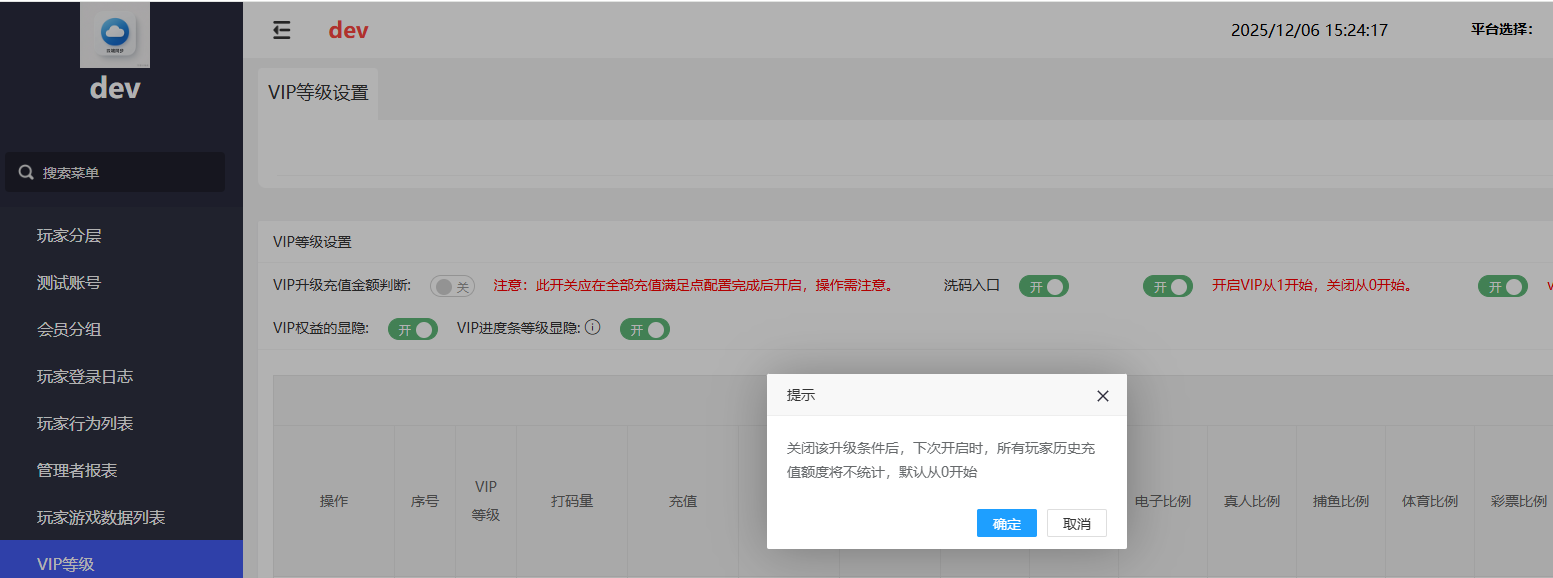 dev
搜索菜单
玩家分层
测试账号
会员分组
玩家登录日志
玩家行为列表
管理者报表
玩家游戏数据列表
VIP等级
dev
2025/12/06 15:24:17
平台选择:
VIP等级设置
VIP等级设置
VIP升级充值金额判断: 关 注意：此开关应在全部充值满足点配置完成后开启，操作需注意。 洗码入口 开 开 开启VIP从1开始，关闭从0开始。 开
VIP权益的显隐: 开 VIP进度条等级显隐: 开
提示
关闭该升级条件后，下次开启时，所有玩家历史充
值额度将不统计，默认从0开始
确定 取消
操作 序号 VIP等级 打码量 充值 电子比例 真人比例 捕鱼比例 体育比例 彩票比例